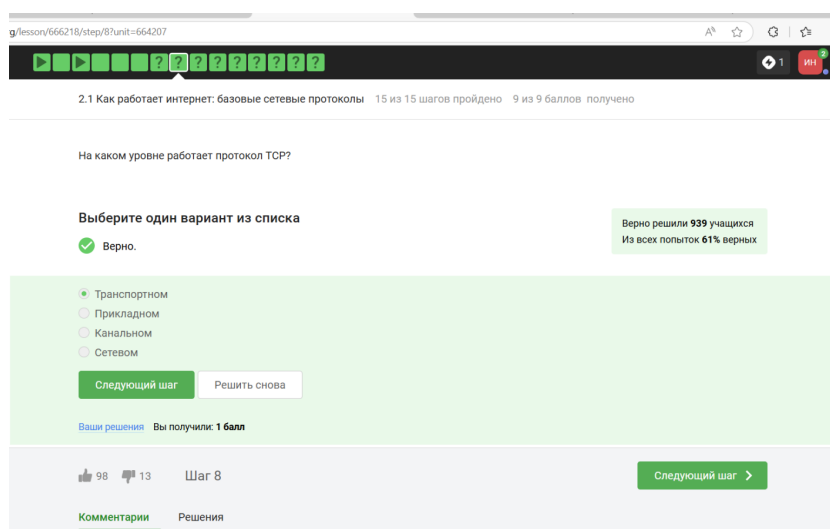 g/lesson/666218/step/8?unit=664207
? ? ? ? ? ? ? ? ?
1
ИН
2
2.1 Как работает интернет: базовые сетевые протоколы 15 из 15 шагов пройдено 9 из 9 баллов получено
На каком уровне работает протокол TCP?
Выберите один вариант из списка
Верно.
Верно решили 939 учащихся
Из всех попыток 61% верных
Транспортном
Прикладном
Канальном
Сетевом
Следующий шаг
Решить снова
Ваши решения Вы получили: 1 балл
98 13 Шаг 8
Следующий шаг
Комментарии Решения